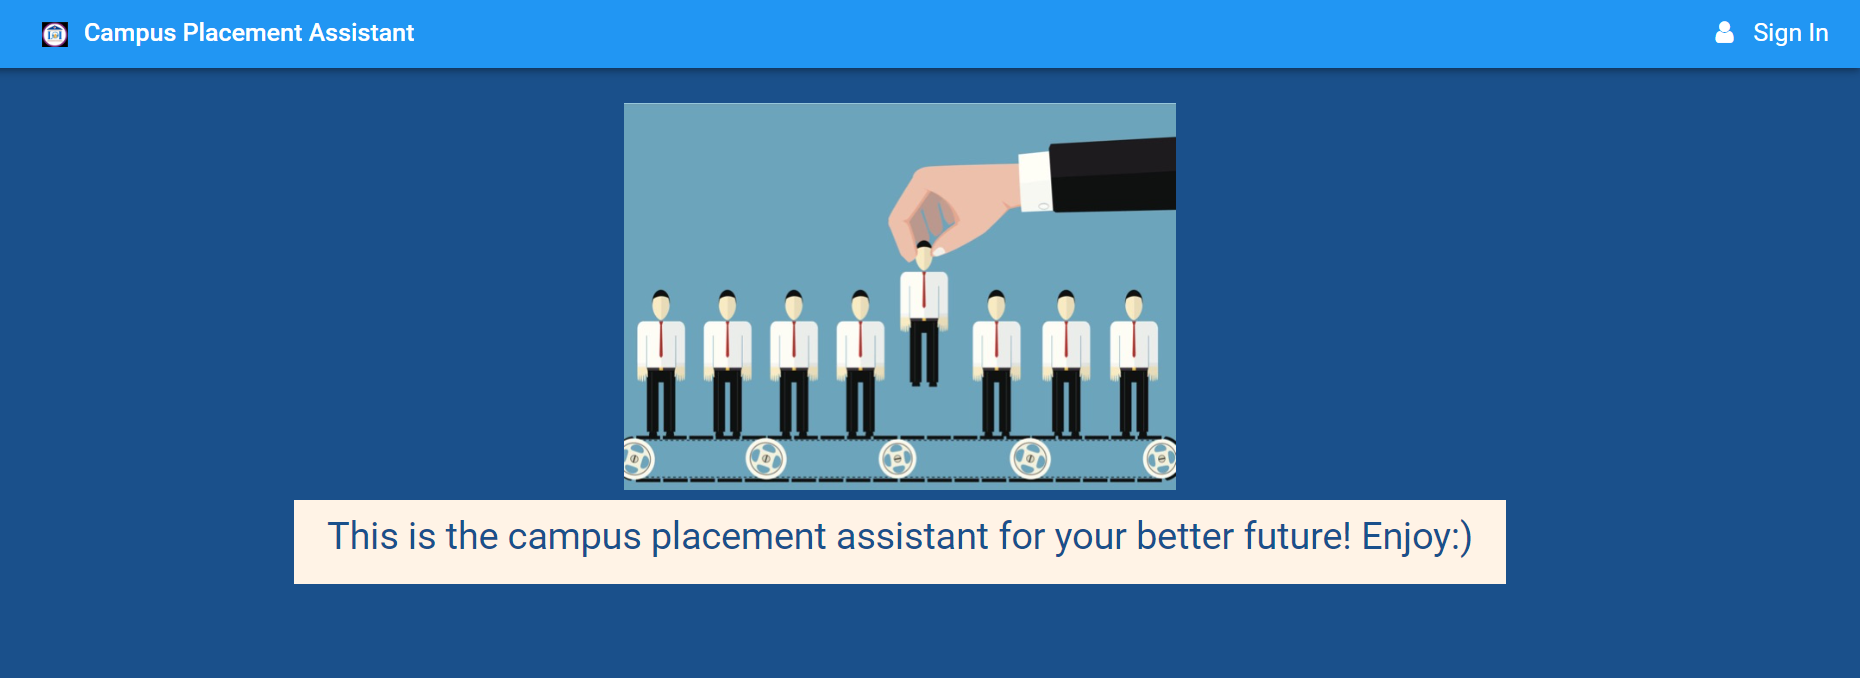 Campus Placement Assistant
Sign In
This is the campus placement assistant for your better future! Enjoy:)